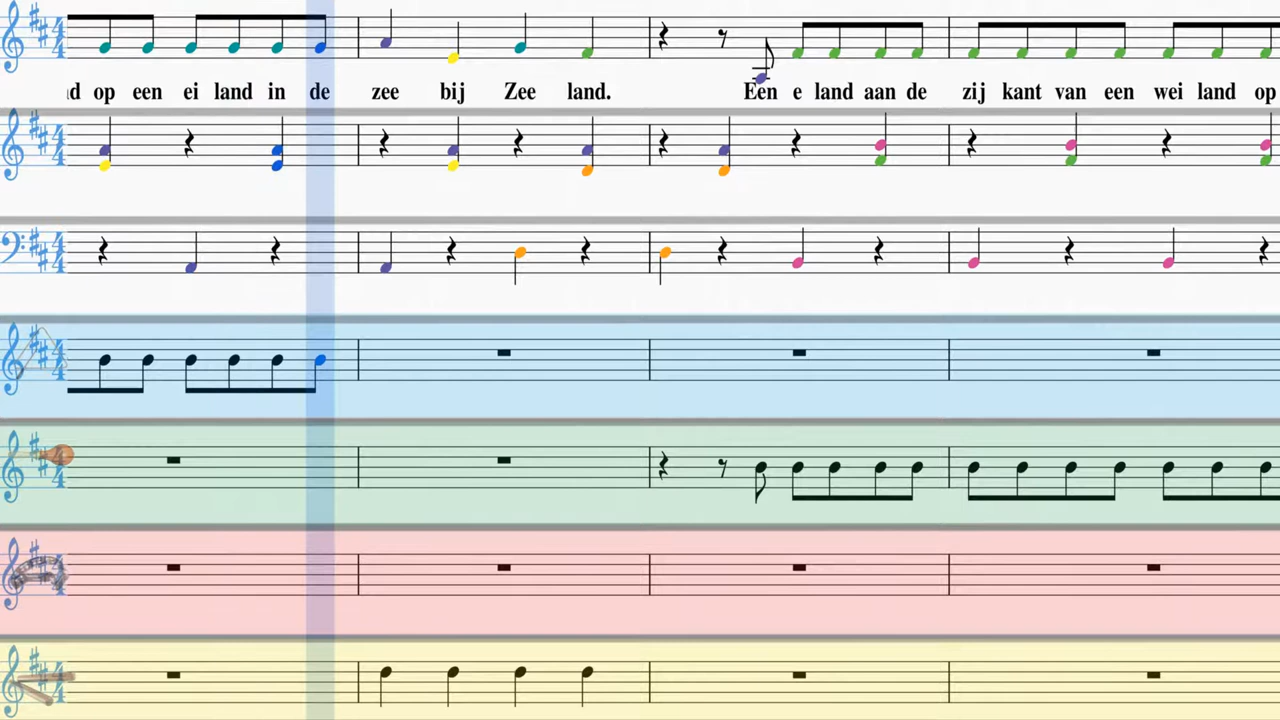 op een ei land in de zee bij Zee land. Een e land aan de zij kant van een wei land op